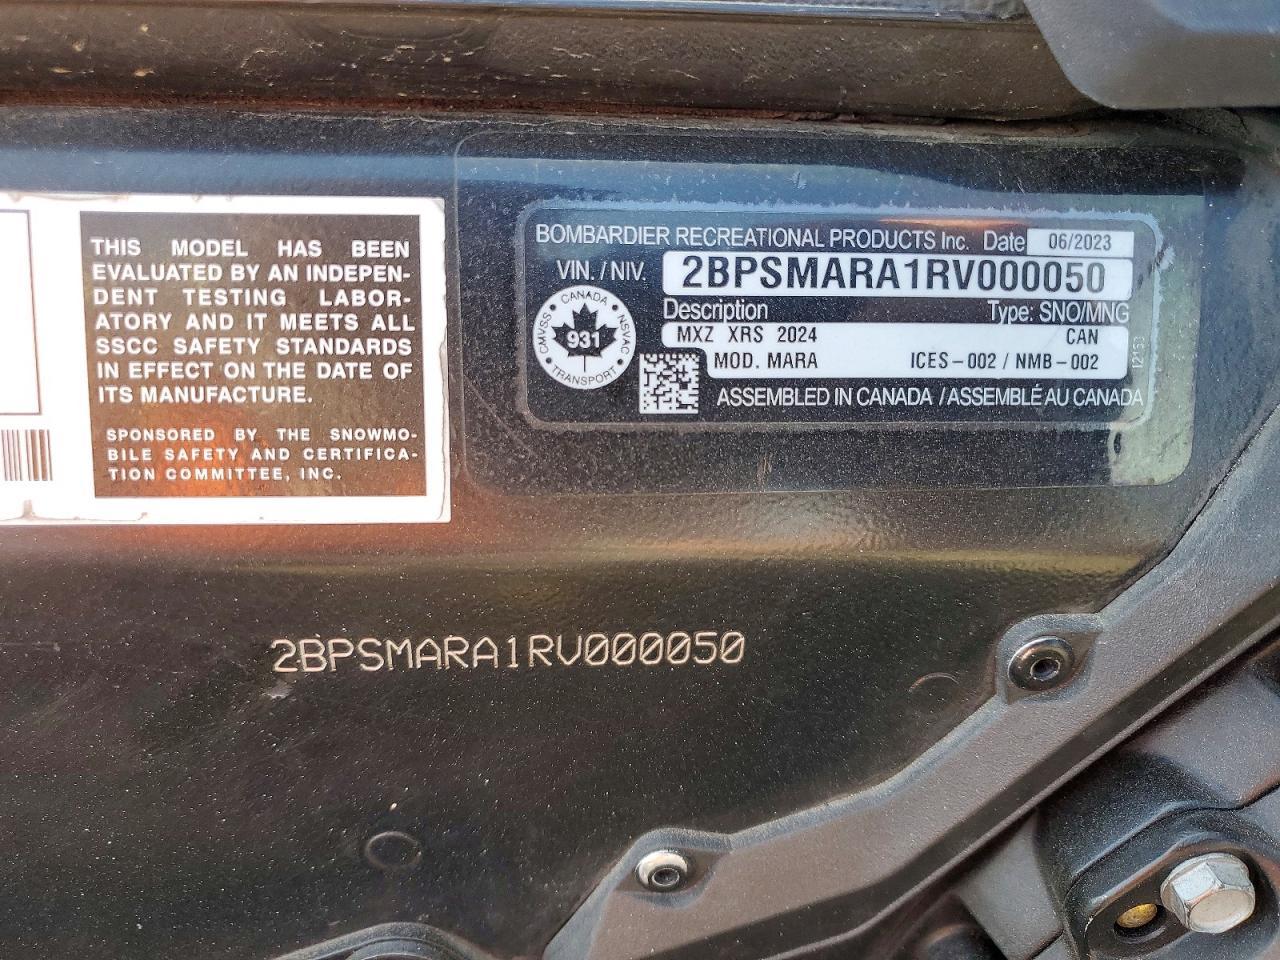 THIS MODEL HAS BEEN
EVALUATED BY AN INDEPEN-
DENT TESTING LABOR-
ATORY AND IT MEETS ALL
SSCC SAFETY STANDARDS
IN EFFECT ON THE DATE OF
ITS MANUFACTURE.
SPONSORED BY THE SNOWMO-
BILE SAFETY AND CERTIFICA-
TION COMMITTEE, INC.
BOMBARDIER RECREATIONAL PRODUCTS Inc. Date 06/2023
VIN. / NIV. 2BPSMARA1RV000050
Description Type: SNO/MNG
MXZ XRS 2024 CAN
MOD. MARA ICES-002 / NMB-002
ASSEMBLED IN CANADA / ASSEMBLÉ AU CANADA
CANADA
CMVSS NSVAC
931
TRANSPORT
12153
2BPSMARA1RV000050